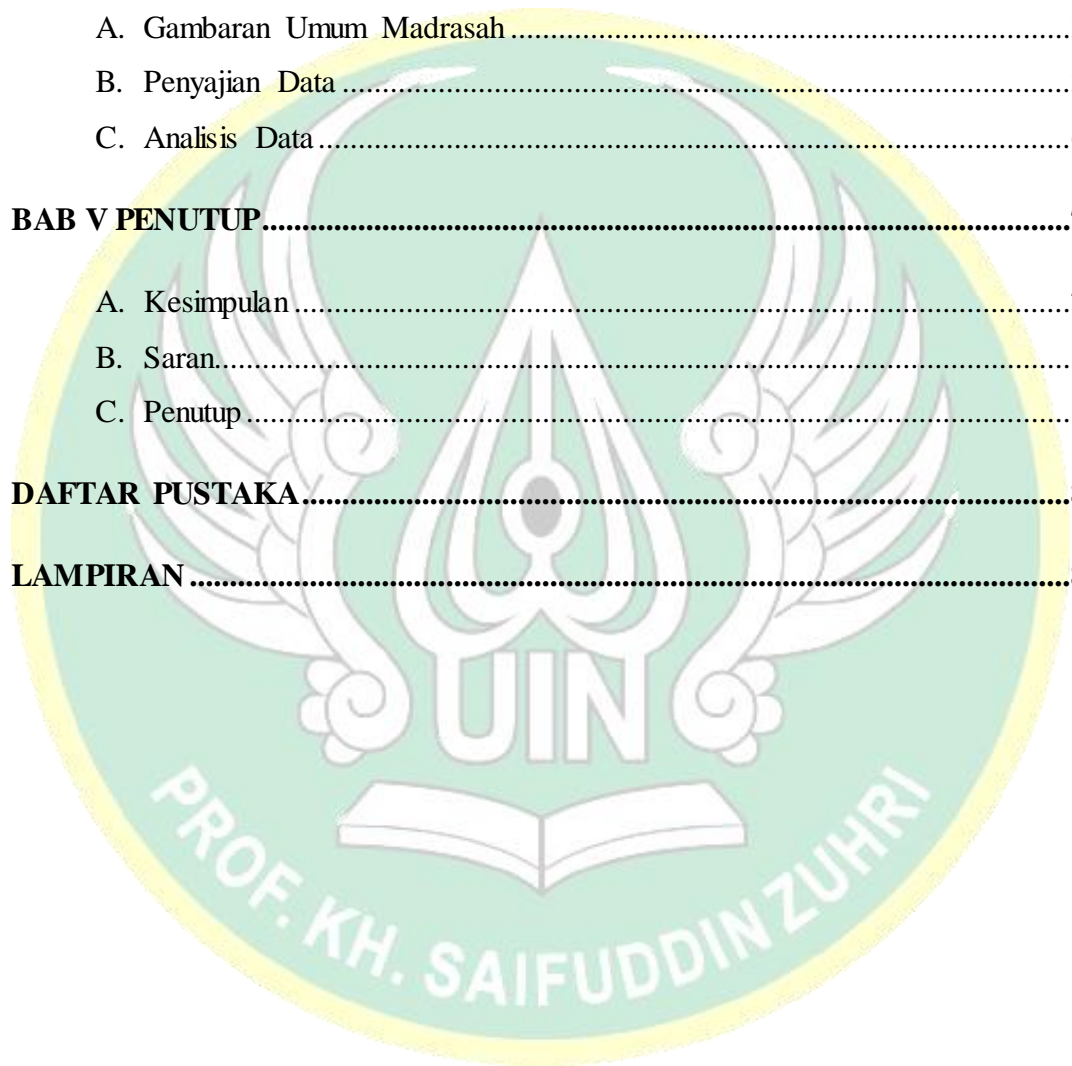 A. Gambaran Umum Madrasah ........................................................................
B. Penyajian Data ..............................................................................................
C. Analisis Data .................................................................................................
BAB V PENUTUP ...............................................................................................
A. Kesimpulan ....................................................................................................
B. Saran...............................................................................................................
C. Penutup ..........................................................................................................
DAFTAR PUSTAKA ..........................................................................................
LAMPIRAN ........................................................................................................
UIN
PROF. KH. SAIFUDDIN ZUHRI